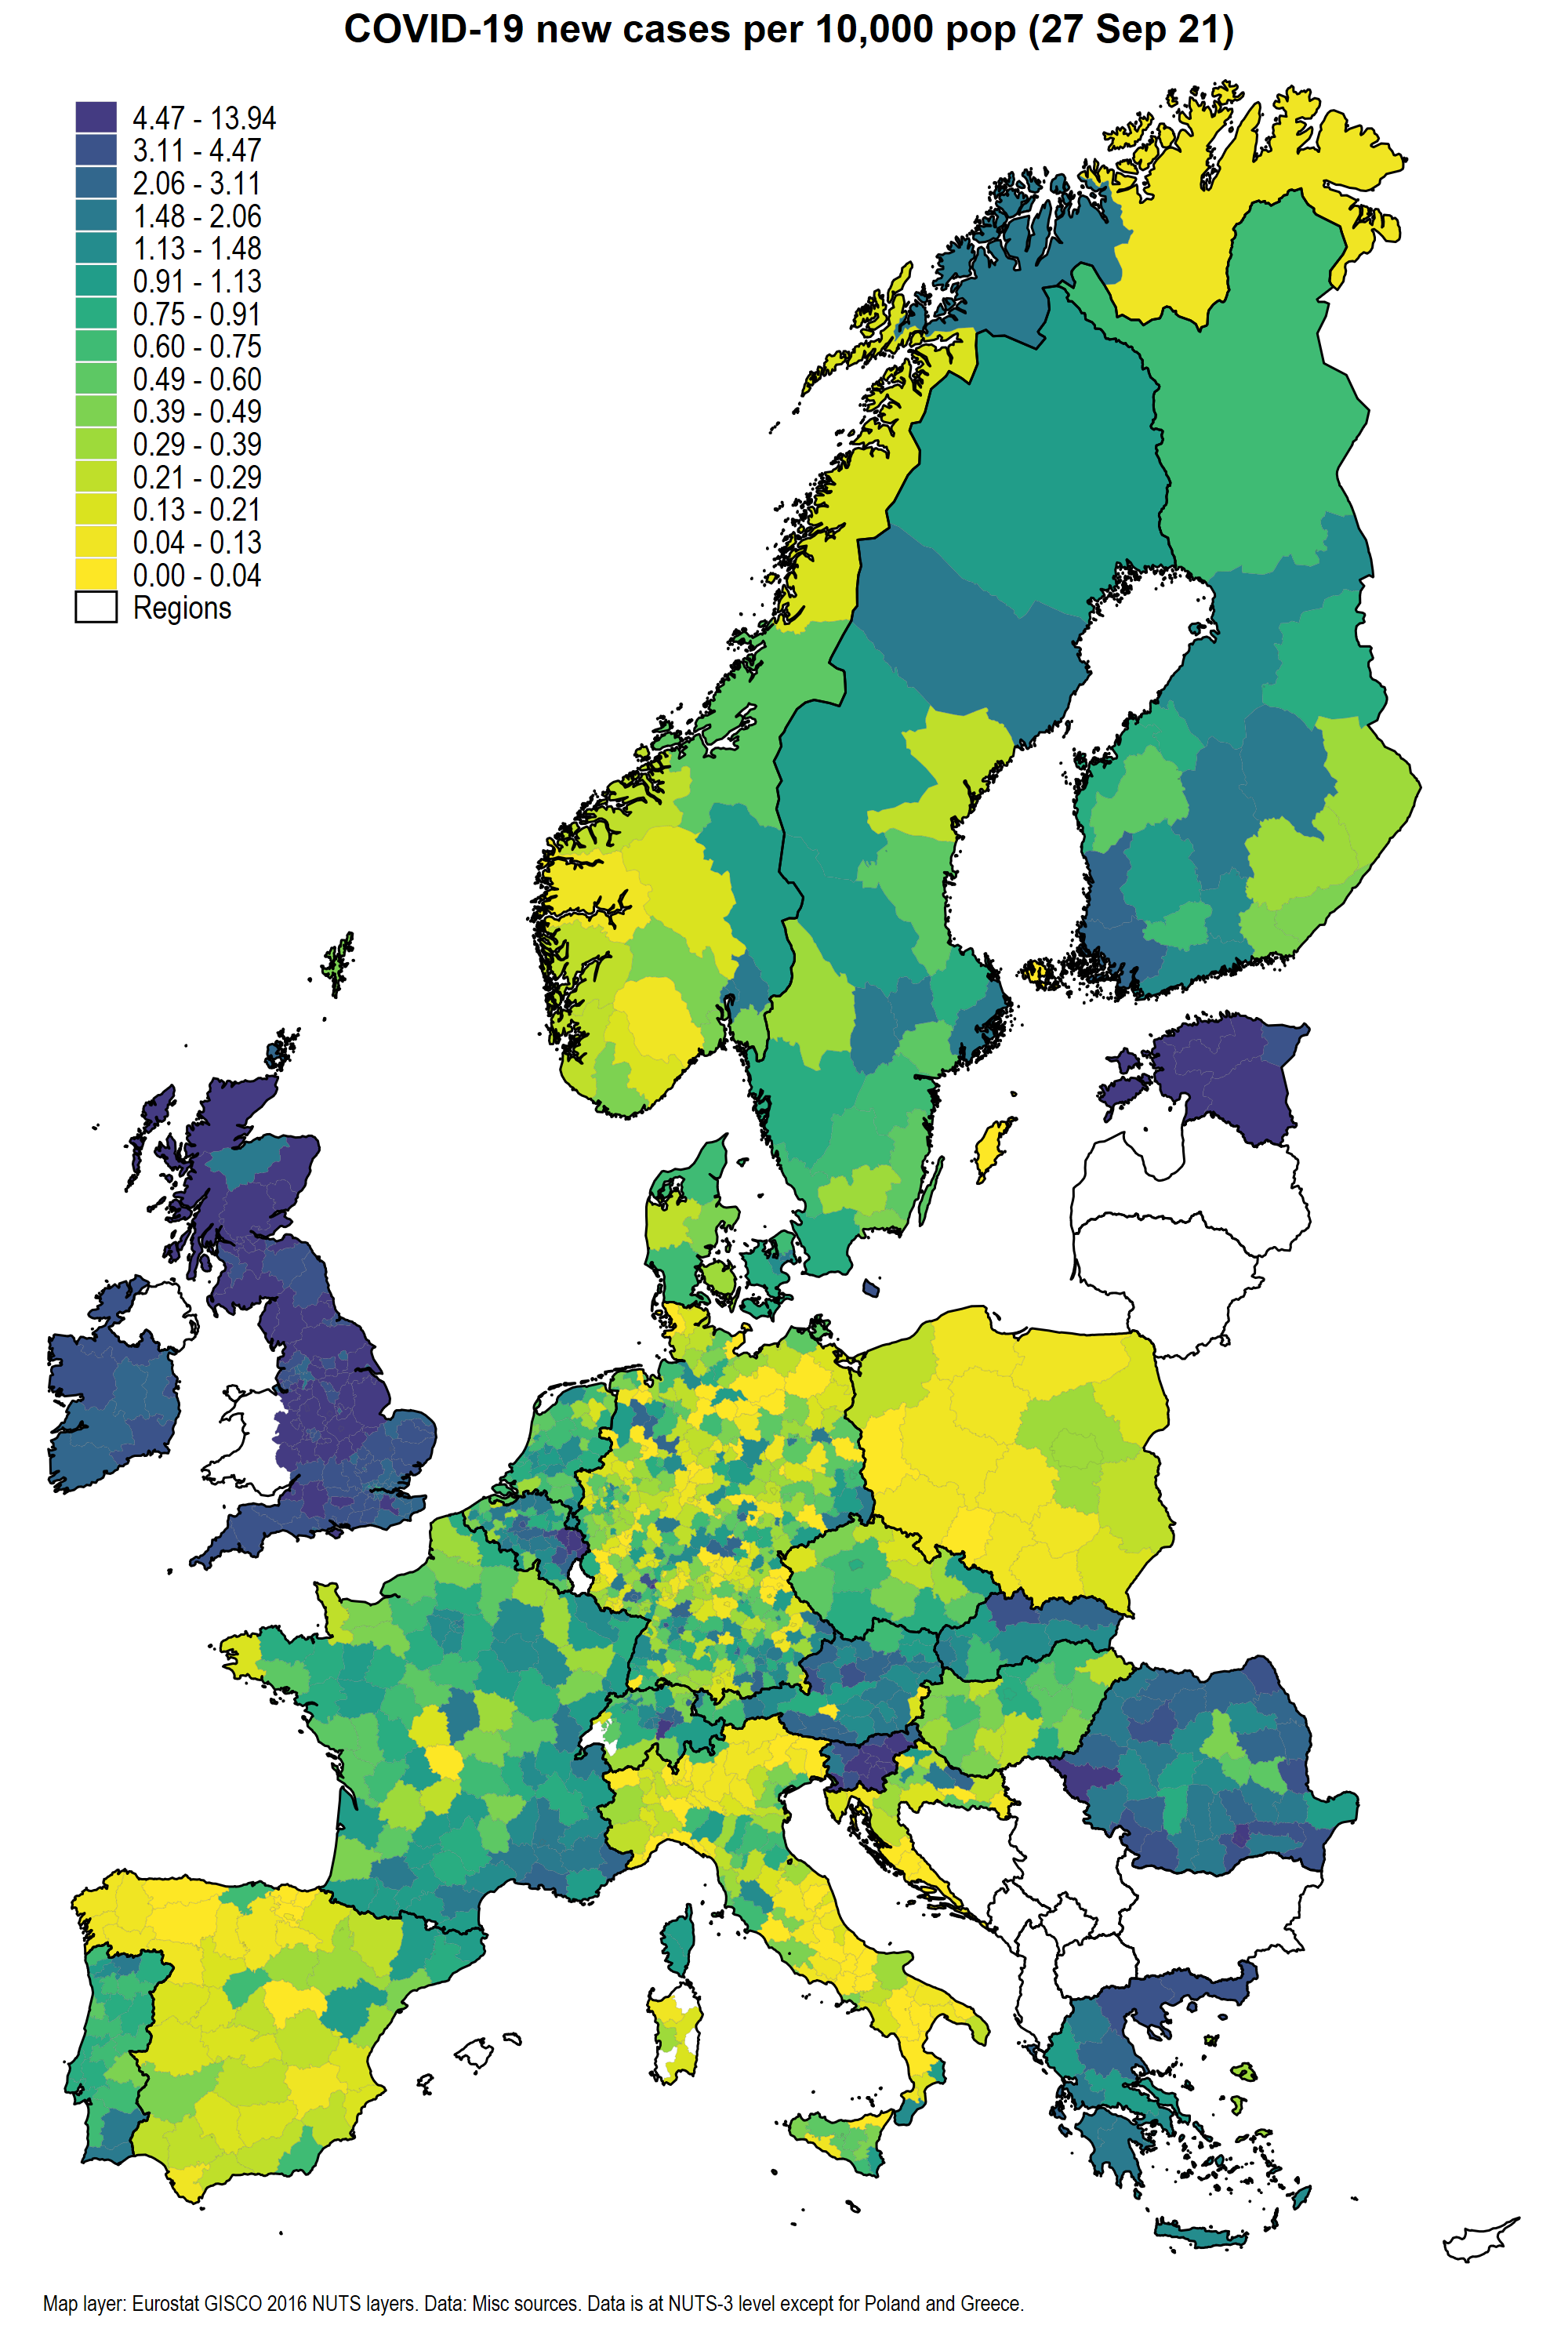 COVID-19 new cases per 10,000 pop (27 Sep 21)
4.47 - 13.94
3.11 - 4.47
2.06 - 3.11
1.48 - 2.06
1.13 - 1.48
0.91 - 1.13
0.75 - 0.91
0.60 - 0.75
0.49 - 0.60
0.39 - 0.49
0.29 - 0.39
0.21 - 0.29
0.13 - 0.21
0.04 - 0.13
0.00 - 0.04
Regions
Map layer: Eurostat GISCO 2016 NUTS layers. Data: Misc sources. Data is at NUTS-3 level except for Poland and Greece.